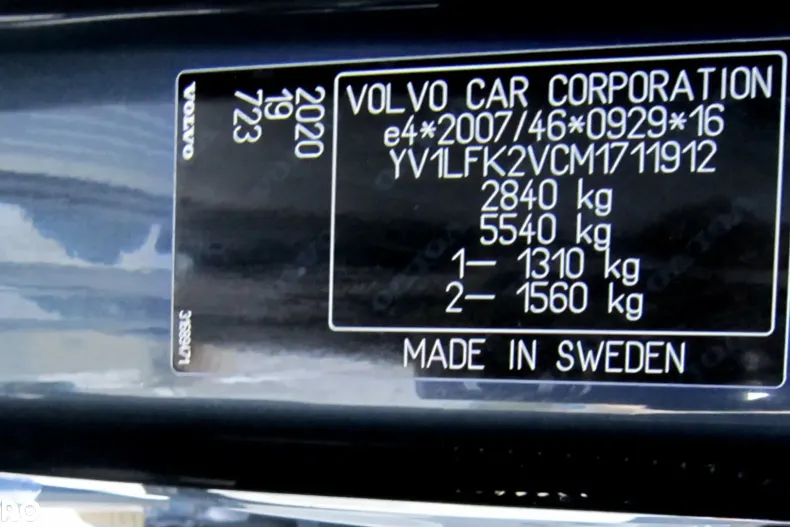 VOLVO
2020
19
723
31689471
VOLVO CAR CORPORATION
e4*2007/46*0929*16
YV1LFK2VCM1711912
2840 kg
5540 kg
1— 1310 kg
2— 1560 kg
MADE IN SWEDEN